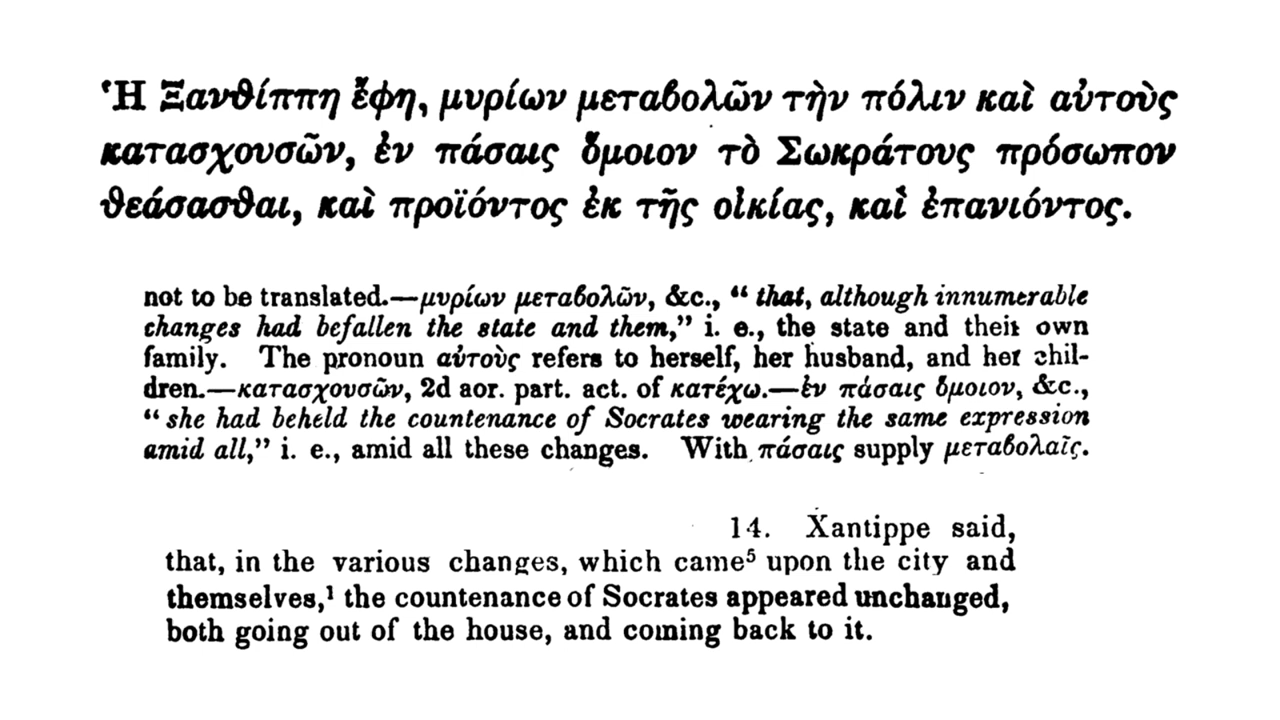 Ἡ Ξανθίππη ἔφη, μυρίων μεταϐολῶν τὴν πόλιν καὶ αὐτοὺς
κατασχουσῶν, ἐν πάσαις ὅμοιον τὸ Σωκράτους πρόσωπον
θεάσασθαι, καὶ προϊόντος ἐκ τῆς οἰκίας, καὶ ἐπανιόντος.
not to be translated.—μυρίων μεταϐολῶν, &c., “that, although innumerable
changes had befallen the state and them,” i. e., the state and their own
family. The pronoun αὐτοὺς refers to herself, her husband, and her chil-
dren.—κατασχουσῶν, 2d aor. part. act. of κατέχω.—ἐν πάσαις ὅμοιον, &c.,
“she had beheld the countenance of Socrates wearing the same expression
amid all,” i. e., amid all these changes. With πάσαις supply μεταϐολαῖς.
14. Xantippe said,
that, in the various changes, which came⁵ upon the city and
themselves,¹ the countenance of Socrates appeared unchanged,
both going out of the house, and coming back to it.